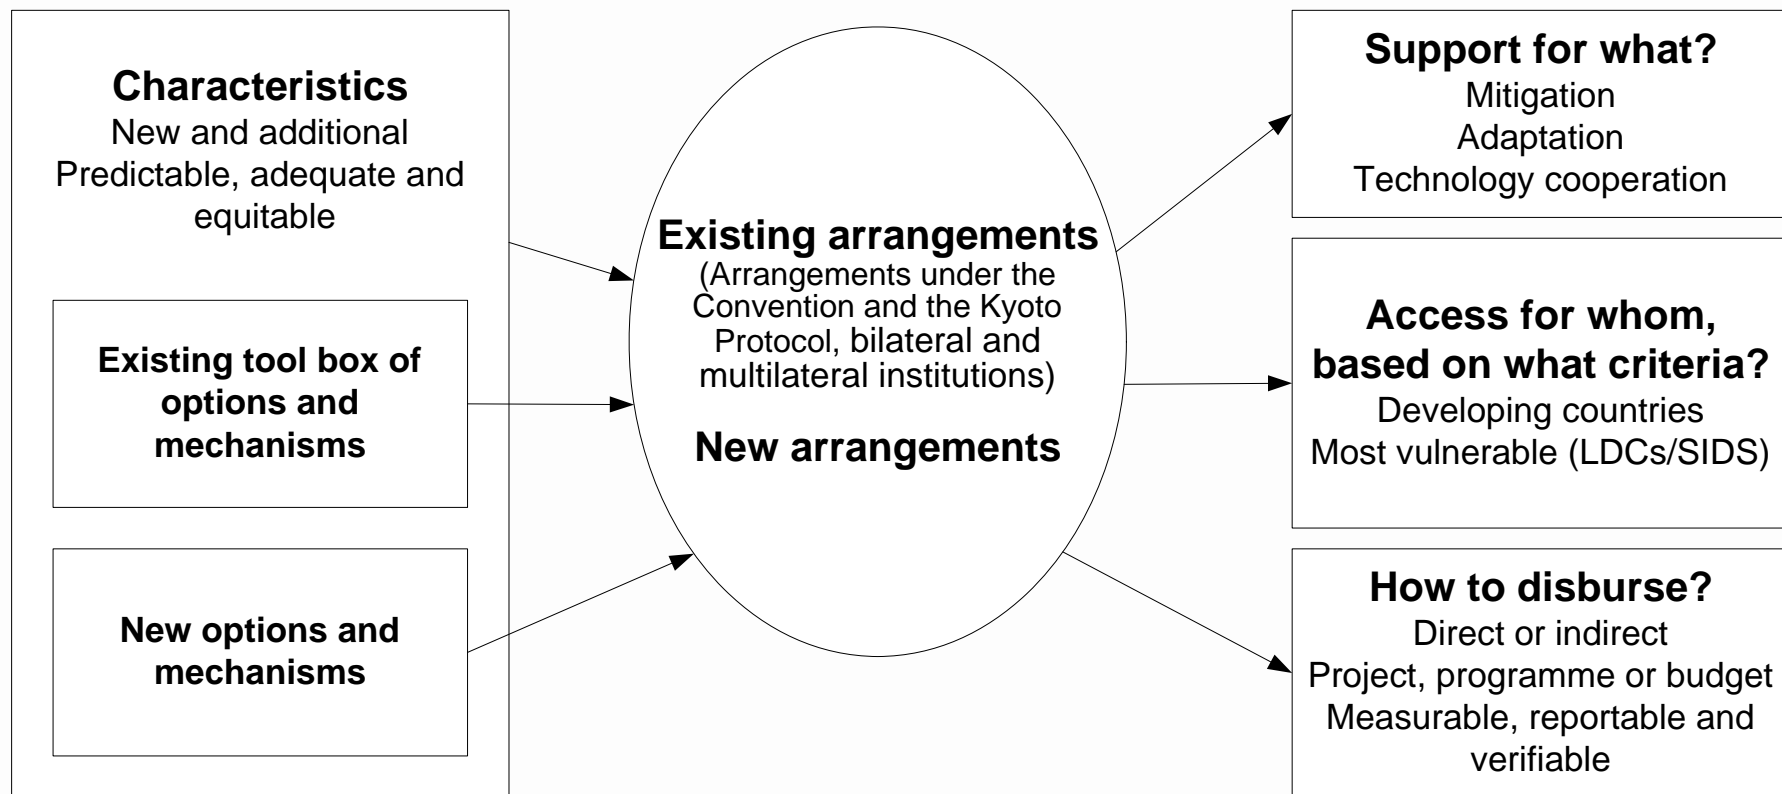 Characteristics
New and additional
Predictable, adequate and
equitable
Existing tool box of
options and
mechanisms
New options and
mechanisms
Existing arrangements
(Arrangements under the
Convention and the Kyoto
Protocol, bilateral and
multilateral institutions)
New arrangements
Support for what?
Mitigation
Adaptation
Technology cooperation
Access for whom,
based on what criteria?
Developing countries
Most vulnerable (LDCs/SIDS)
How to disburse?
Direct or indirect
Project, programme or budget
Measurable, reportable and
verifiable